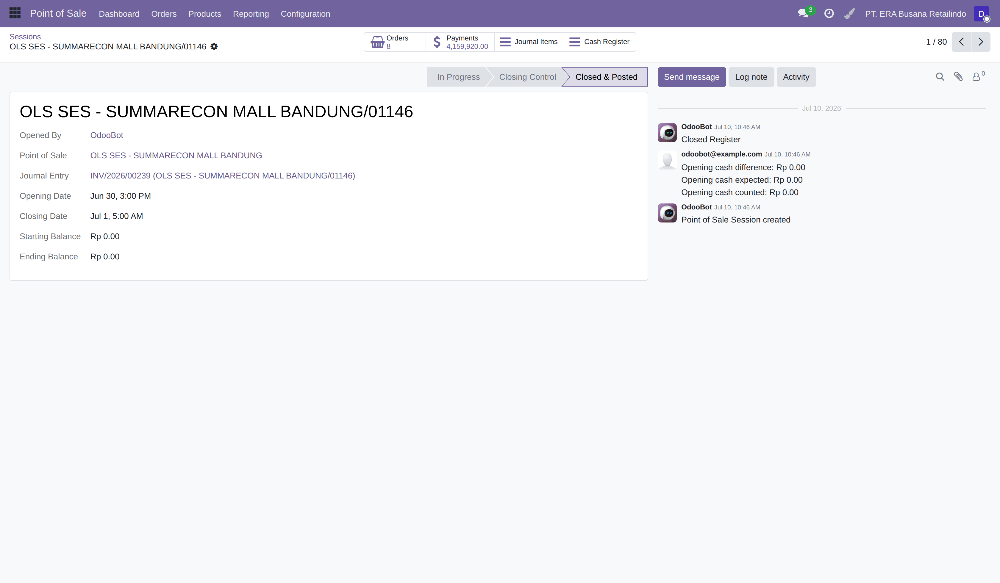 Point of Sale Dashboard Orders Products Reporting Configuration 3 PT. ERA Busana Retailindo D
Sessions
OLS SES - SUMMARECON MALL BANDUNG/01146
Orders
8
Payments
4,159,920.00
Journal Items
Cash Register
1 / 80
In Progress Closing Control Closed & Posted
Send message Log note Activity 0
OLS SES - SUMMARECON MALL BANDUNG/01146
Opened By OdooBot
Point of Sale OLS SES - SUMMARECON MALL BANDUNG
Journal Entry INV/2026/00239 (OLS SES - SUMMARECON MALL BANDUNG/01146)
Opening Date Jun 30, 3:00 PM
Closing Date Jul 1, 5:00 AM
Starting Balance Rp 0.00
Ending Balance Rp 0.00
Jul 10, 2026
OdooBot Jul 10, 10:46 AM
Closed Register
odoobot@example.com Jul 10, 10:46 AM
Opening cash difference: Rp 0.00
Opening cash expected: Rp 0.00
Opening cash counted: Rp 0.00
OdooBot Jul 10, 10:46 AM
Point of Sale Session created